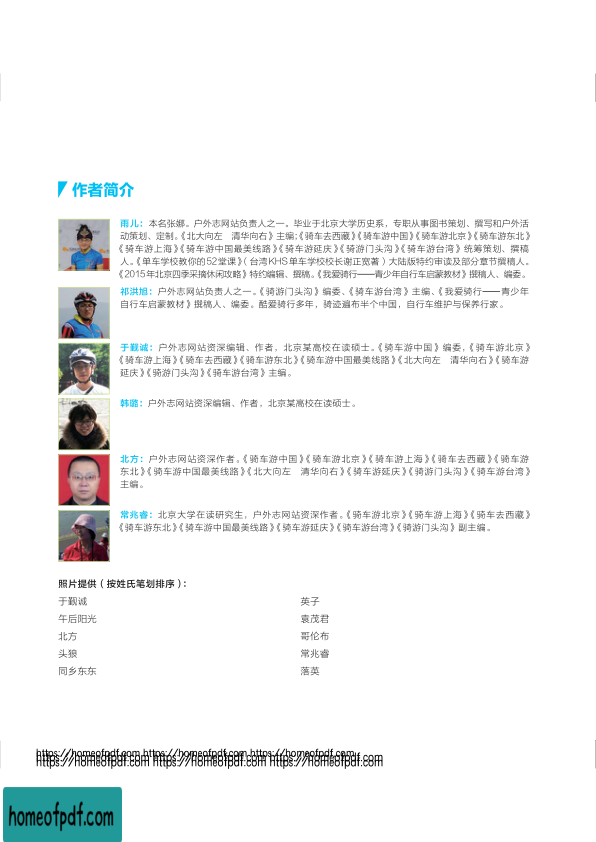 作者简介
雨儿：本名张娜。户外志网站负责人之一。毕业于北京大学历史系，专职从事图书策划、撰写和户外活
动策划、定制。《北大向左　清华向右》主编；《骑车去西藏》《骑车游中国》《骑车游北京》《骑车游东北》
《骑车游上海》《骑车游中国最美线路》《骑车游延庆》《骑游门头沟》《骑车游台湾》统筹策划、撰稿
人。《单车学校教你的52堂课》（台湾KHS单车学校校长谢正宽著）大陆版特约审读及部分章节撰稿人。
《2015年北京四季采摘休闲攻略》特约编辑、撰稿。《我爱骑行——青少年自行车启蒙教材》撰稿人、编委。
祁洪旭：户外志网站负责人之一。《骑游门头沟》编委、《骑车游台湾》主编、《我爱骑行——青少年
自行车启蒙教材》撰稿人、编委。酷爱骑行多年，骑迹遍布半个中国，自行车维护与保养行家。
于觐诚：户外志网站资深编辑、作者，北京某高校在读硕士。《骑车游中国》编委，《骑车游北京》
《骑车游上海》《骑车去西藏》《骑车游东北》《骑车游中国最美线路》《北大向左　清华向右》《骑车游
延庆》《骑游门头沟》《骑车游台湾》主编。
韩璐：户外志网站资深编辑、作者，北京某高校在读硕士。
北方：户外志网站资深作者。《骑车游中国》《骑车游北京》《骑车游上海》《骑车去西藏》《骑车游
东北》《骑车游中国最美线路》《北大向左　清华向右》《骑车游延庆》《骑游门头沟》《骑车游台湾》
主编。
常兆睿：北京大学在读研究生，户外志网站资深作者。《骑车游北京》《骑车游上海》《骑车去西藏》
《骑车游东北》《骑车游中国最美线路》《骑车游延庆》《骑车游台湾》《骑游门头沟》副主编。
照片提供（按姓氏笔划排序）：
于觐诚
午后阳光
北方
头狼
同乡东东
英子
袁茂君
哥伦布
常兆睿
落英
https://homeofpdf.com https://homeofpdf.com https://homeofpdf.com
https://homeofpdf.com https://homeofpdf.com https://homeofpdf.com
homeofpdf.com